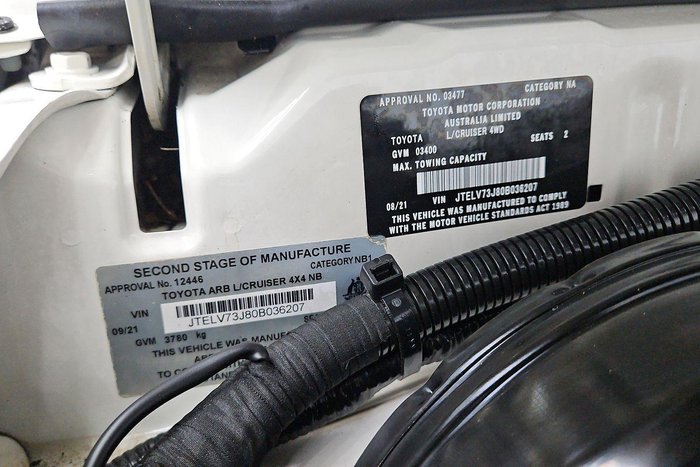 APPROVAL NO. 03477 CATEGORY NA
TOYOTA MOTOR CORPORATION
AUSTRALIA LIMITED
TOYOTA L/CRUISER 4WD
GVM 03400 SEATS 2
MAX. TOWING CAPACITY
08/21 VIN JTELV73J80B036207
THIS VEHICLE WAS MANUFACTURED TO COMPLY
WITH THE MOTOR VEHICLE STANDARDS ACT 1989
SECOND STAGE OF MANUFACTURE
APPROVAL No. 12446 CATEGORY NB1
TOYOTA ARB L/CRUISER 4X4 NB
VIN
JTELV73J80B036207
09/21
GVM 3780 kg
THIS VEHICLE WAS MANUF
TO CO